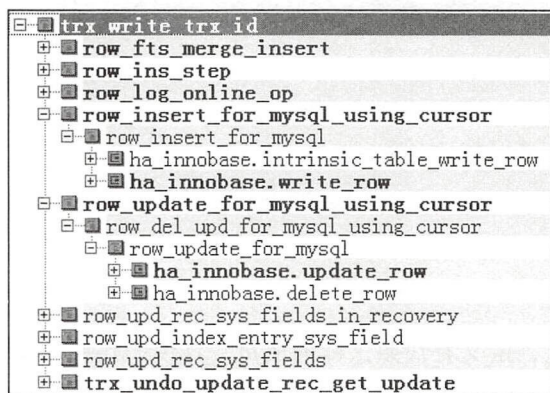 trx_write_trx_id
row_fts_merge_insert
row_ins_step
row_log_online_op
row_insert_for_mysql_using_cursor
row_insert_for_mysql
ha_innobase.intrinsic_table_write_row
ha_innobase.write_row
row_update_for_mysql_using_cursor
row_del_upd_for_mysql_using_cursor
row_update_for_mysql
ha_innobase.update_row
ha_innobase.delete_row
row_upd_rec_sys_fields_in_recovery
row_upd_index_entry_sys_field
row_upd_rec_sys_fields
trx_undo_update_rec_get_update